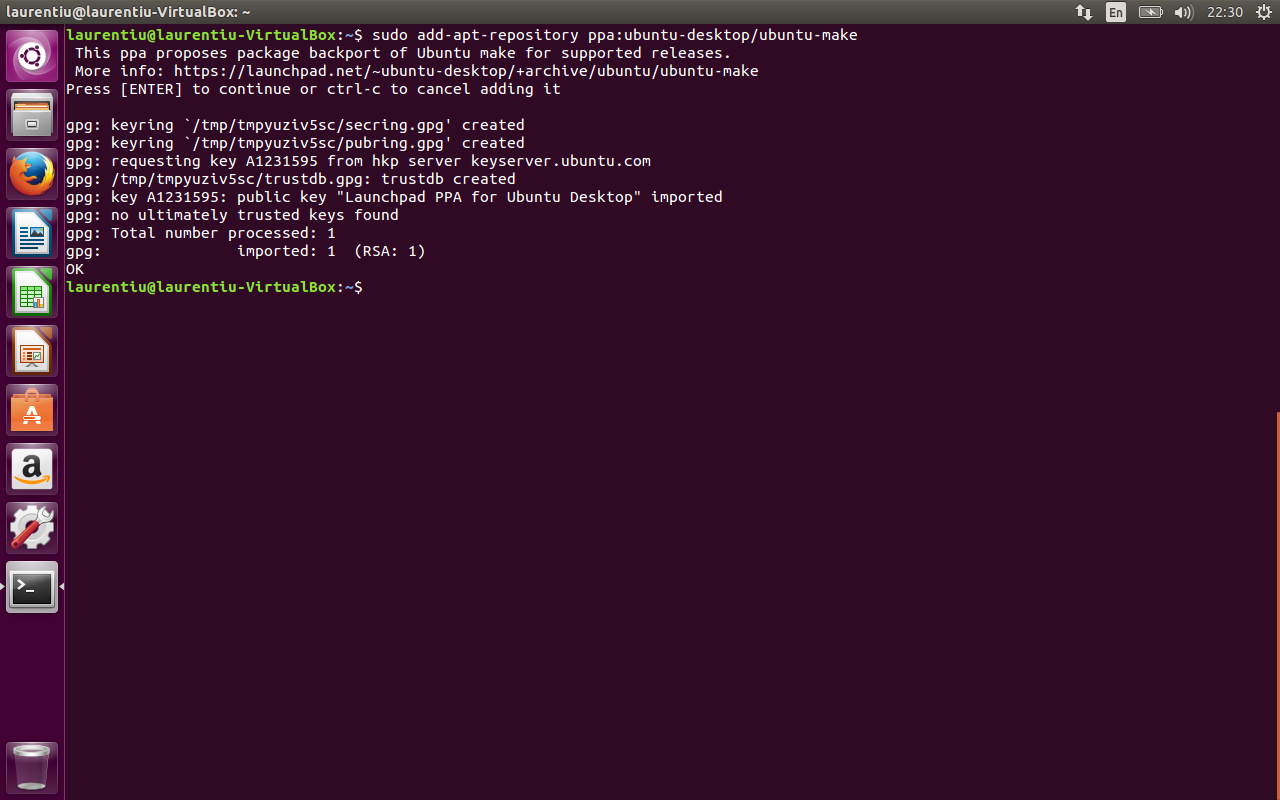 laurentiu@laurentiu-VirtualBox: ~
En
22:30
laurentiu@laurentiu-VirtualBox:~$ sudo add-apt-repository ppa:ubuntu-desktop/ubuntu-make
 This ppa proposes package backport of Ubuntu make for supported releases.
 More info: https://launchpad.net/~ubuntu-desktop/+archive/ubuntu/ubuntu-make
Press [ENTER] to continue or ctrl-c to cancel adding it
gpg: keyring `/tmp/tmpyuziv5sc/secring.gpg' created
gpg: keyring `/tmp/tmpyuziv5sc/pubring.gpg' created
gpg: requesting key A1231595 from hkp server keyserver.ubuntu.com
gpg: /tmp/tmpyuziv5sc/trustdb.gpg: trustdb created
gpg: key A1231595: public key "Launchpad PPA for Ubuntu Desktop" imported
gpg: no ultimately trusted keys found
gpg: Total number processed: 1
gpg:               imported: 1  (RSA: 1)
OK
laurentiu@laurentiu-VirtualBox:~$